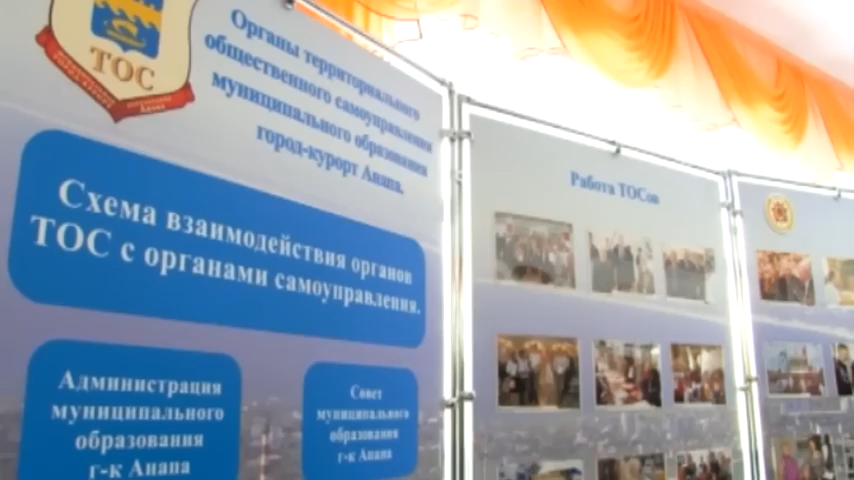 ТОС
Органы территориального
общественного самоуправления
муниципального образования
город-курорт Анапа.
Схема взаимодействия органов
ТОС с органами самоуправления.
Администрация
муниципального
образования
г-к Анапа
Совет
муниципального
образования
г-к Анапа
Работа ТОСов